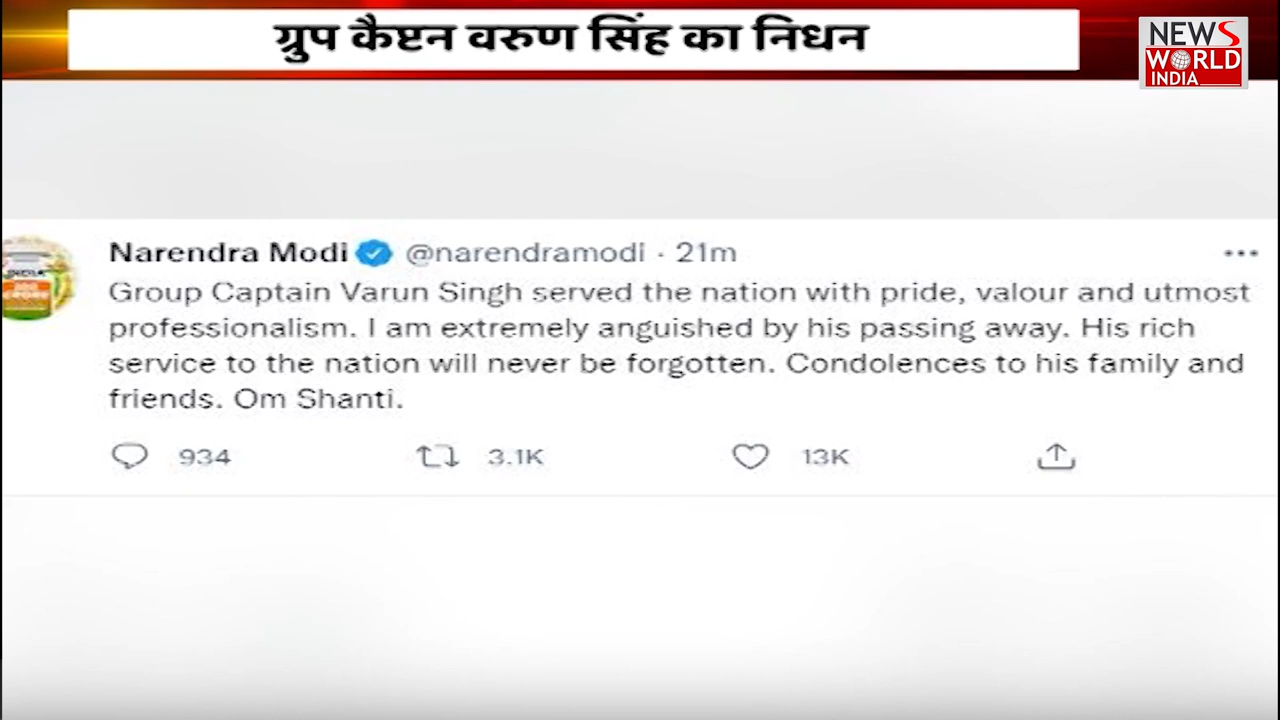 ग्रुप कैप्टन वरुण सिंह का निधन
NEWS
WORLD
INDIA
Narendra Modi @narendramodi · 21m
Group Captain Varun Singh served the nation with pride, valour and utmost
professionalism. I am extremely anguished by his passing away. His rich
service to the nation will never be forgotten. Condolences to his family and
friends. Om Shanti.
934 3.1K 13K